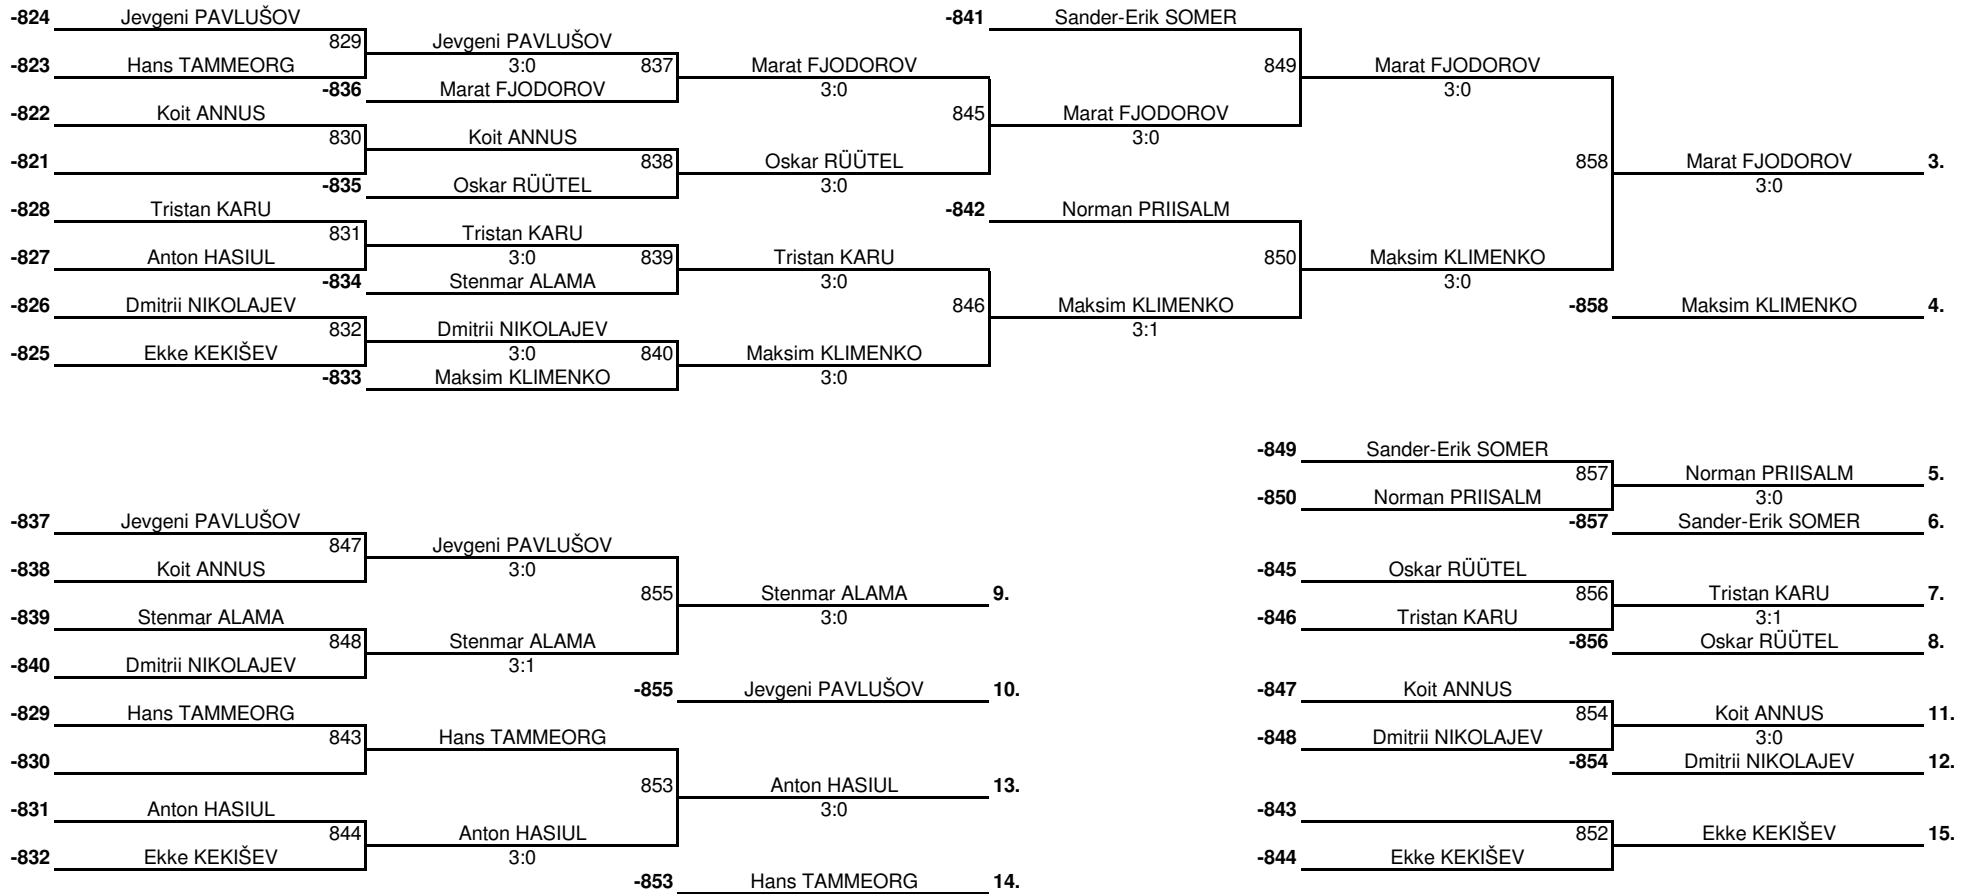 -824 Jevgeni PAVLUŠOV -841 Sander-Erik SOMER
829 Jevgeni PAVLUŠOV
-823 Hans TAMMEORG 3:0 837 Marat FJODOROV 849 Marat FJODOROV
-836 Marat FJODOROV 3:0 3:0
-822 Koit ANNUS 845 Marat FJODOROV
830 Koit ANNUS 3:0
-821 838 Oskar RÜÜTEL 858 Marat FJODOROV 3.
-835 Oskar RÜÜTEL 3:0 3:0
-828 Tristan KARU -842 Norman PRIISALM
831 Tristan KARU
-827 Anton HASIUL 3:0 839 Tristan KARU 850 Maksim KLIMENKO
-834 Stenmar ALAMA 3:0 3:0
-826 Dmitrii NIKOLAJEV 846 Maksim KLIMENKO -858 Maksim KLIMENKO 4.
832 Dmitrii NIKOLAJEV 3:1
-825 Ekke KEKIŠEV 3:0 840 Maksim KLIMENKO
-833 Maksim KLIMENKO 3:0
-849 Sander-Erik SOMER
857 Norman PRIISALM 5.
-850 Norman PRIISALM 3:0
-837 Jevgeni PAVLUŠOV -857 Sander-Erik SOMER 6.
847 Jevgeni PAVLUŠOV
-838 Koit ANNUS 3:0 -845 Oskar RÜÜTEL
855 Stenmar ALAMA 9. 856 Tristan KARU 7.
-839 Stenmar ALAMA 3:0 -846 Tristan KARU 3:1
848 Stenmar ALAMA -856 Oskar RÜÜTEL 8.
-840 Dmitrii NIKOLAJEV 3:1
-855 Jevgeni PAVLUŠOV 10. -847 Koit ANNUS
-829 Hans TAMMEORG 854 Koit ANNUS 11.
843 Hans TAMMEORG -848 Dmitrii NIKOLAJEV 3:0
-830 -854 Dmitrii NIKOLAJEV 12.
853 Anton HASIUL 13.
-831 Anton HASIUL 3:0 -843
844 Anton HASIUL 852 Ekke KEKIŠEV 15.
-832 Ekke KEKIŠEV 3:0 -844 Ekke KEKIŠEV
-853 Hans TAMMEORG 14.